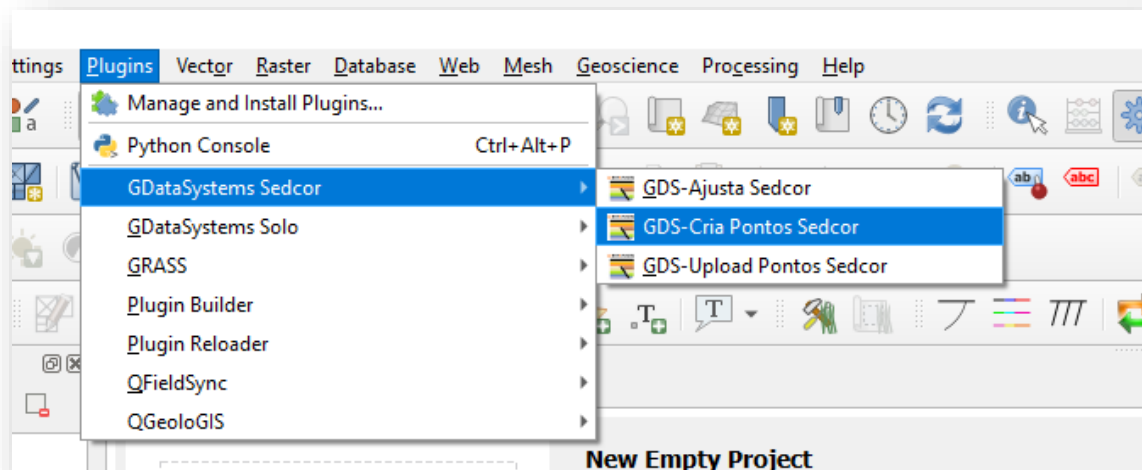 ttings Plugins Vector Raster Database Web Mesh Geoscience Processing Help
Manage and Install Plugins...
a
Python Console Ctrl+Alt+P
GDataSystems Sedcor
GDS-Ajusta Sedcor
ab
abc
GDataSystems Solo
GDS-Cria Pontos Sedcor
GRASS
GDS-Upload Pontos Sedcor
Plugin Builder
.T
T
Plugin Reloader
QFieldSync
QGeoloGIS
New Empty Project